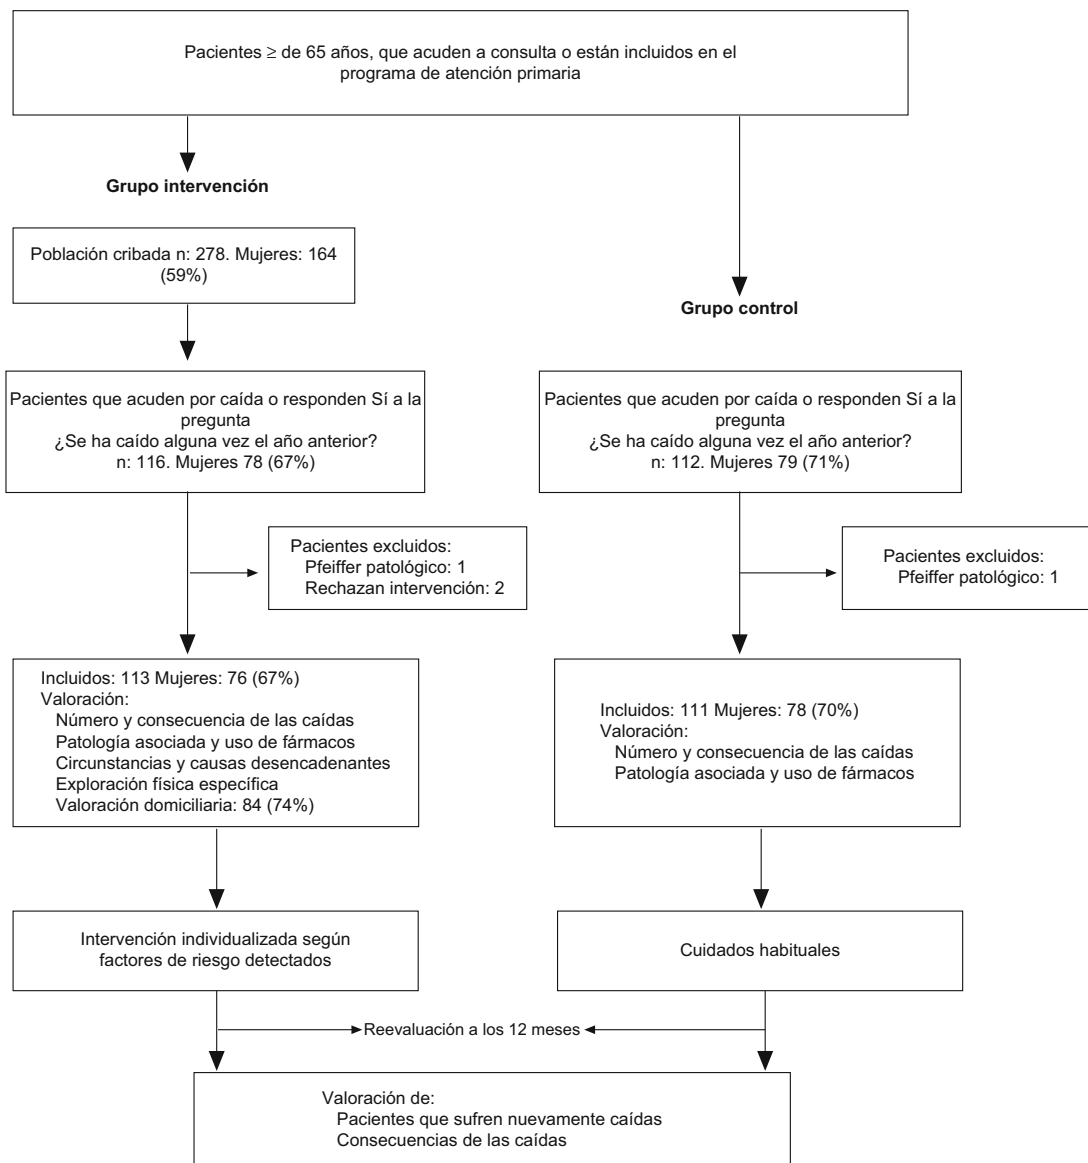 Pacientes ≥ de 65 años, que acuden a consulta o están incluidos en el
programa de atención primaria
Grupo intervención
Población cribada n: 278. Mujeres: 164
(59%)
Grupo control
Pacientes que acuden por caída o responden Sí a la
pregunta
¿Se ha caído alguna vez el año anterior?
n: 116. Mujeres 78 (67%)
Pacientes que acuden por caída o responden Sí a la
pregunta
¿Se ha caído alguna vez el año anterior?
n: 112. Mujeres 79 (71%)
Pacientes excluidos:
Pfeiffer patológico: 1
Rechazan intervención: 2
Pacientes excluidos:
Pfeiffer patológico: 1
Incluidos: 113 Mujeres: 76 (67%)
Valoración:
Número y consecuencia de las caídas
Patología asociada y uso de fármacos
Circunstancias y causas desencadenantes
Exploración física específica
Valoración domiciliaria: 84 (74%)
Incluidos: 111 Mujeres: 78 (70%)
Valoración:
Número y consecuencia de las caídas
Patología asociada y uso de fármacos
Intervención individualizada según
factores de riesgo detectados
Cuidados habituales
Reevaluación a los 12 meses
Valoración de:
Pacientes que sufren nuevamente caídas
Consecuencias de las caídas